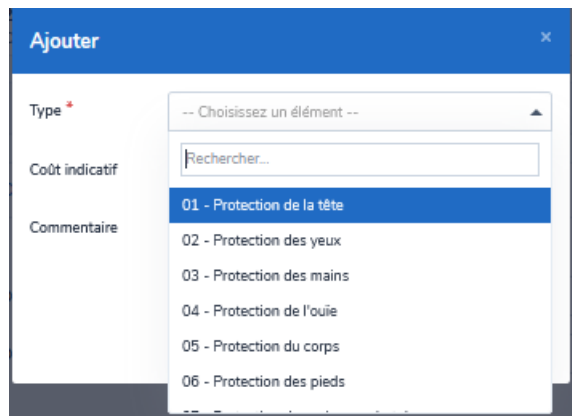 Ajouter
×
Type *
-- Choisissez un élément --
Rechercher...
Coût indicatif
01 - Protection de la tête
Commentaire
02 - Protection des yeux
03 - Protection des mains
04 - Protection de l'ouïe
05 - Protection du corps
06 - Protection des pieds